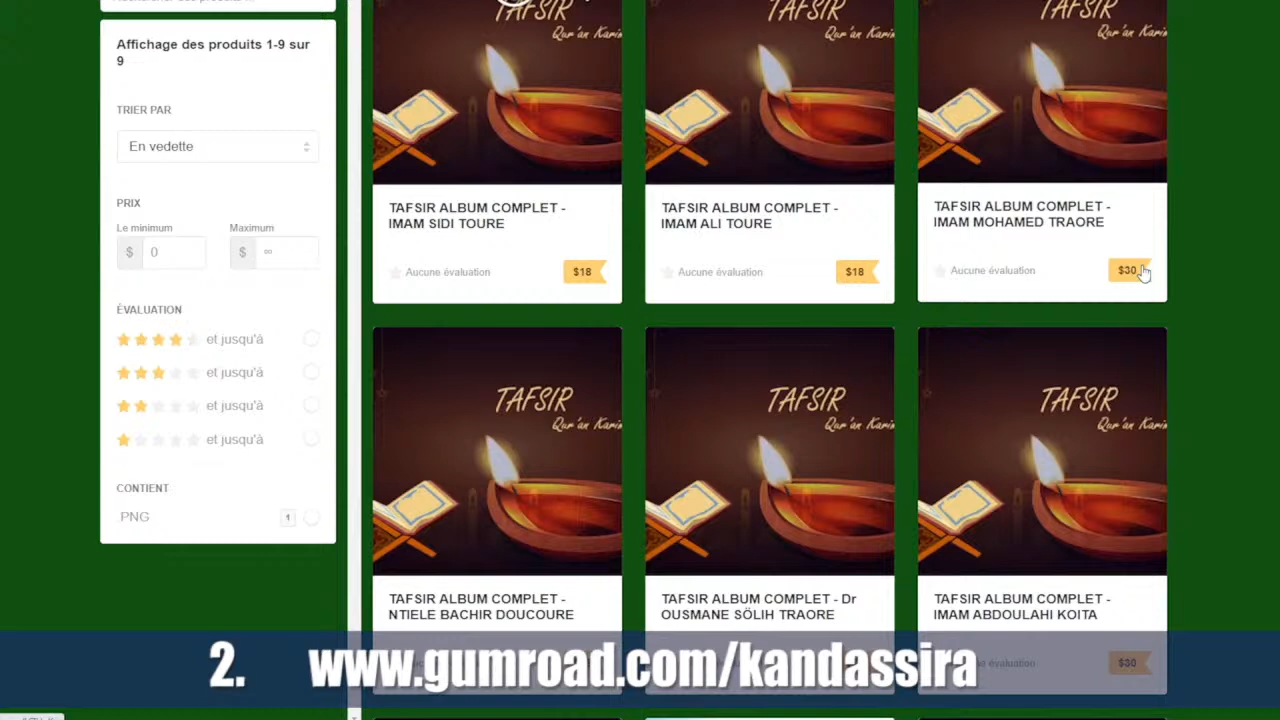 Affichage des produits 1-9 sur
9
TRIER PAR
En vedette
PRIX
Le minimum
Maximum
$ 0
$ ∞
ÉVALUATION
et jusqu'à
et jusqu'à
et jusqu'à
et jusqu'à
CONTIENT
.PNG
1
TAFSIR
Qur'an Karim
TAFSIR ALBUM COMPLET -
IMAM SIDI TOURE
Aucune évaluation
$18
TAFSIR
Qur'an Karim
TAFSIR ALBUM COMPLET -
IMAM ALI TOURE
Aucune évaluation
$18
TAFSIR
Qur'an Karim
TAFSIR ALBUM COMPLET -
IMAM MOHAMED TRAORE
Aucune évaluation
$30
TAFSIR
Qur'an Karim
TAFSIR ALBUM COMPLET -
NTIELE BACHIR DOUCOURE
TAFSIR
Qur'an Karim
TAFSIR ALBUM COMPLET - Dr
OUSMANE SÖLIH TRAORE
TAFSIR
Qur'an Karim
TAFSIR ALBUM COMPLET -
IMAM ABDOULAHI KOITA
évaluation
$30
2. www.gumroad.com/kandassira